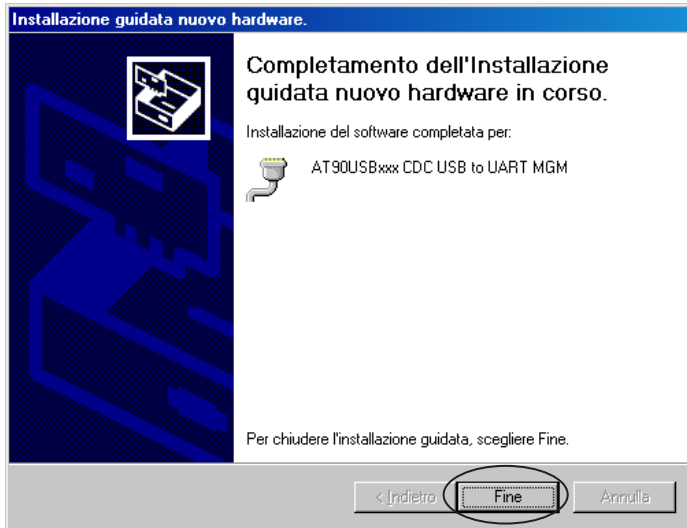 Installazione guidata nuovo hardware.
Completamento dell'Installazione
guidata nuovo hardware in corso.
Installazione del software completata per:
AT90USBxxx CDC USB to UART MGM
Per chiudere l'installazione guidata, scegliere Fine.
< Indietro Fine Annulla